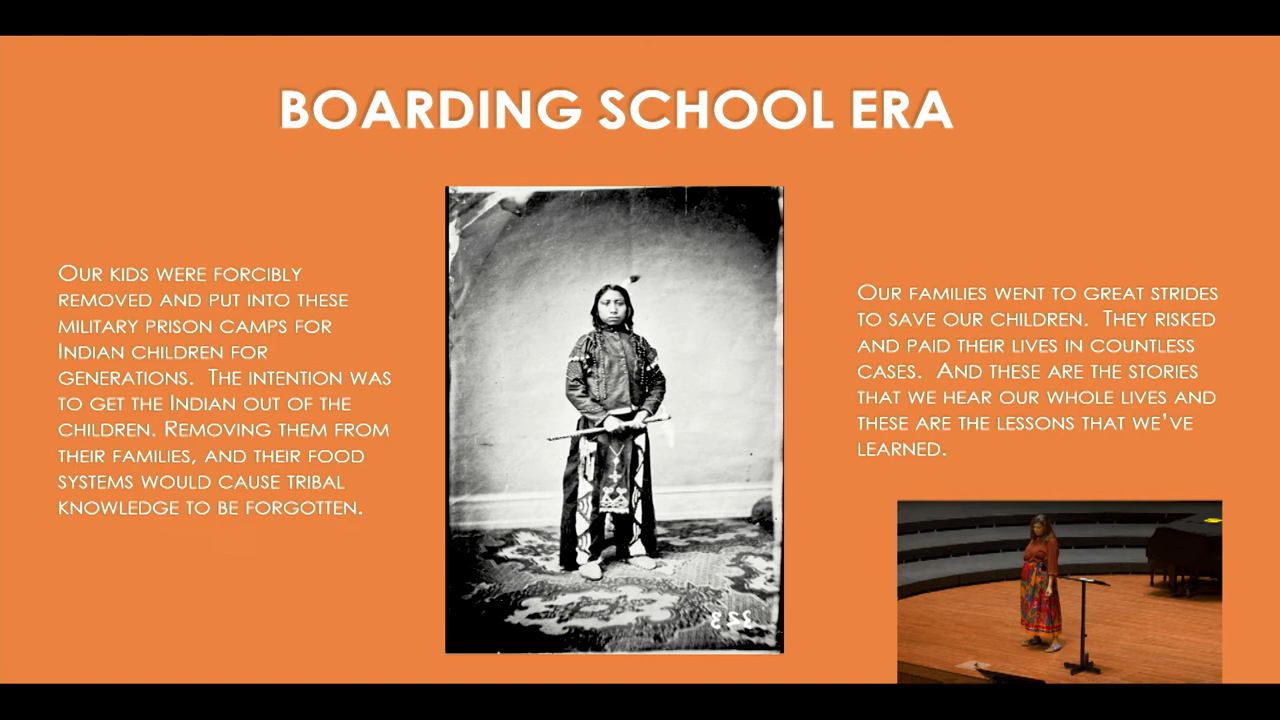 BOARDING SCHOOL ERA
OUR KIDS WERE FORCIBLY
REMOVED AND PUT INTO THESE
MILITARY PRISON CAMPS FOR
INDIAN CHILDREN FOR
GENERATIONS. THE INTENTION WAS
TO GET THE INDIAN OUT OF THE
CHILDREN. REMOVING THEM FROM
THEIR FAMILIES, AND THEIR FOOD
SYSTEMS WOULD CAUSE TRIBAL
KNOWLEDGE TO BE FORGOTTEN.
OUR FAMILIES WENT TO GREAT STRIDES
TO SAVE OUR CHILDREN. THEY RISKED
AND PAID THEIR LIVES IN COUNTLESS
CASES. AND THESE ARE THE STORIES
THAT WE HEAR OUR WHOLE LIVES AND
THESE ARE THE LESSONS THAT WE'VE
LEARNED.